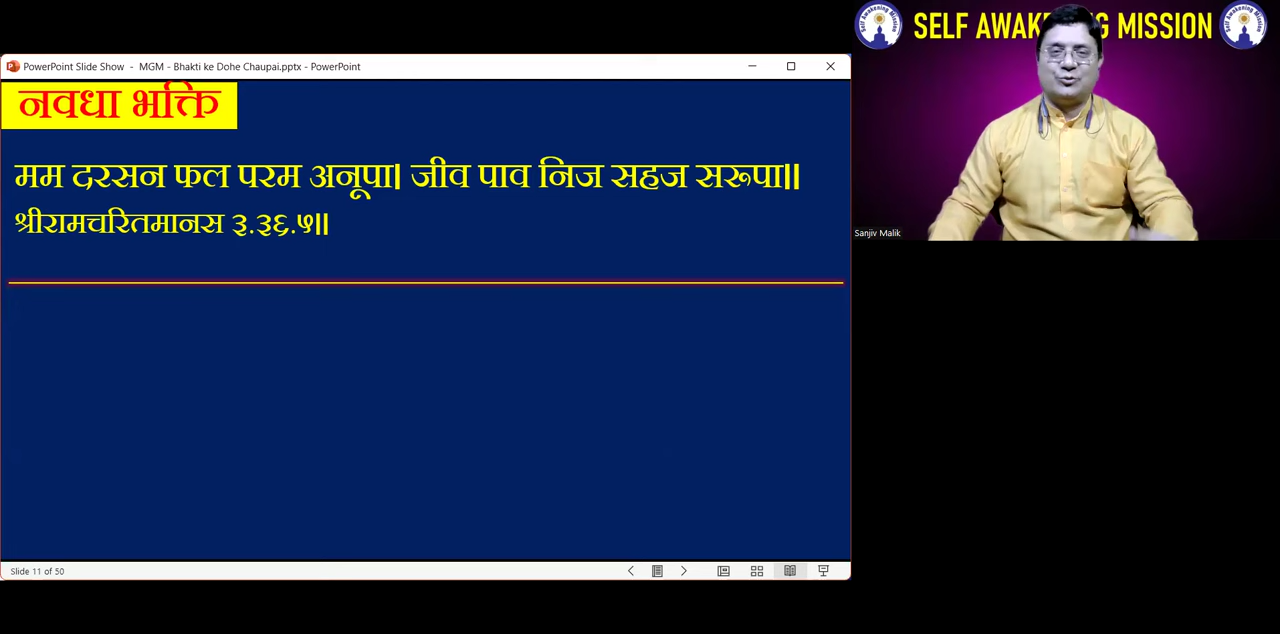 SELF AWAKENING MISSION
PowerPoint Slide Show - MGM - Bhakti ke Dohe Chaupai.pptx - PowerPoint
नवधा भक्ति
मम दरसन फल परम अनूपा। जीव पाव निज सहज सरूपा॥
श्रीरामचरितमानस ३.३६.५॥
Sanjiv Malik
Slide 11 of 50